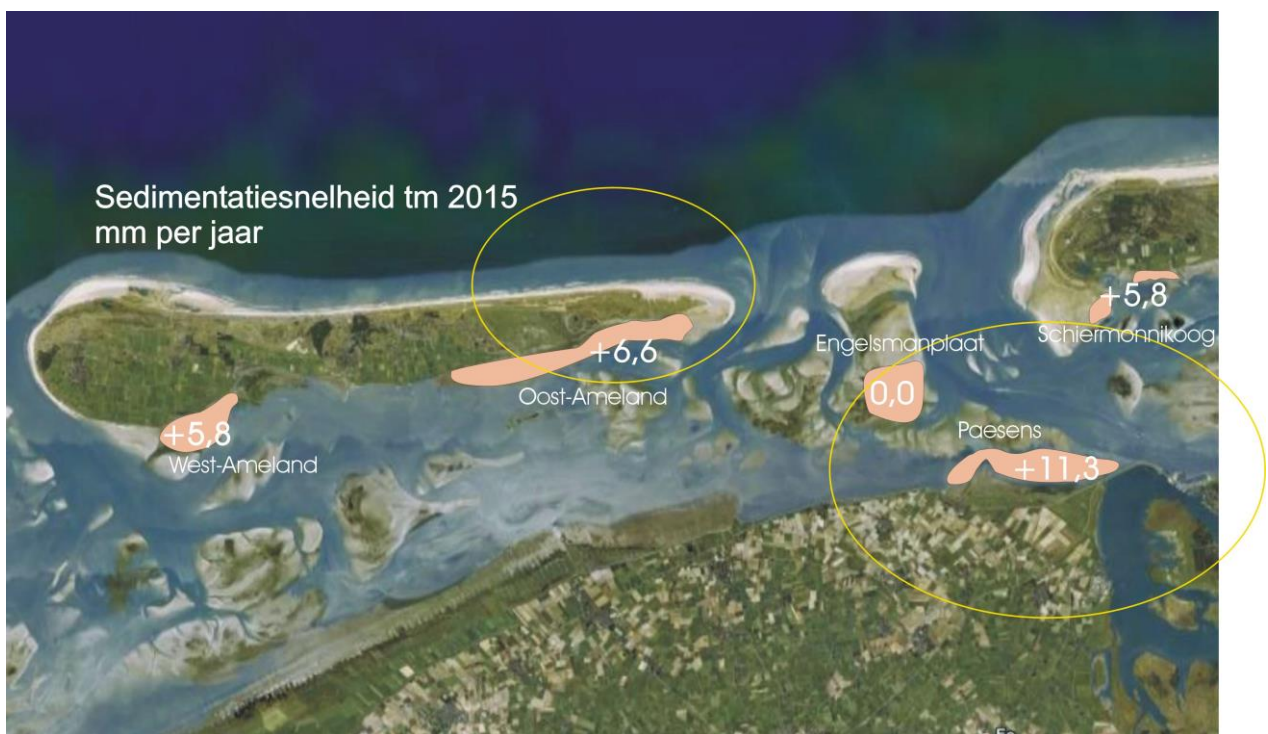 Sedimentatiesnelheid tm 2015
mm per jaar
+5,8
Schiermonnikoog
Engelsmanplaat
0,0
+6,6
Oost-Ameland
Paesens
+11,3
+5,8
West-Ameland